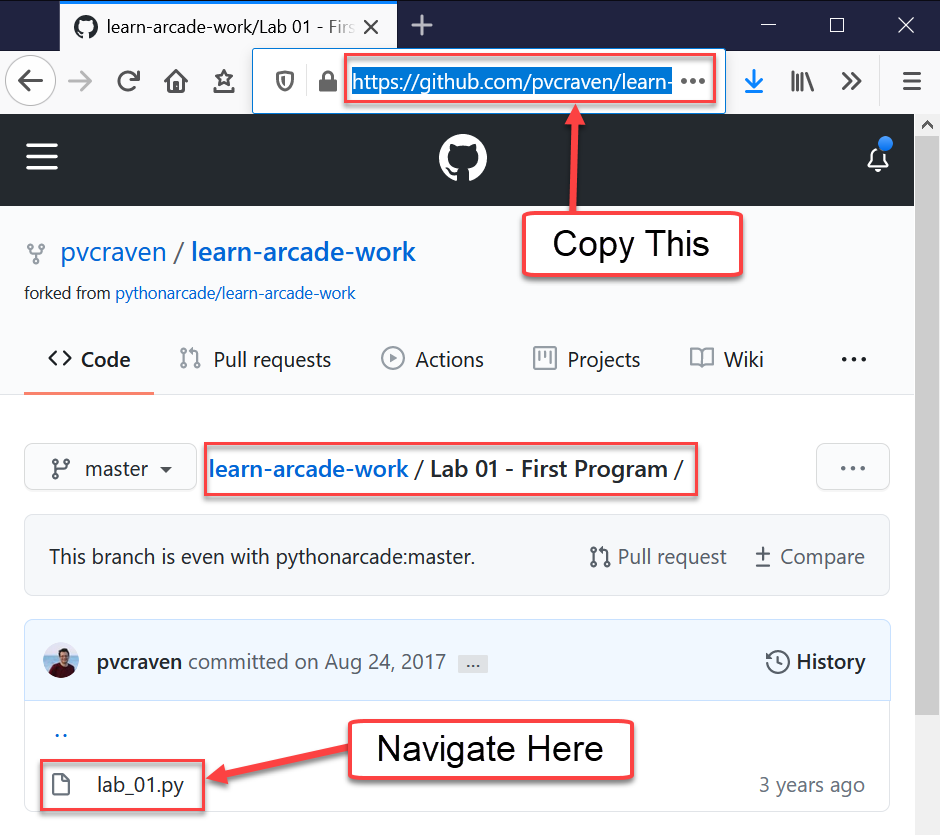 learn-arcade-work/Lab 01 - Firs
https://github.com/pvcraven/learn-
Copy This
pvcraven / learn-arcade-work
forked from pythonarcade/learn-arcade-work
Code Pull requests Actions Projects Wiki ...
master learn-arcade-work / Lab 01 - First Program / ...
This branch is even with pythonarcade:master. Pull request Compare
pvcraven committed on Aug 24, 2017 ... History
..
Navigate Here
lab_01.py 3 years ago